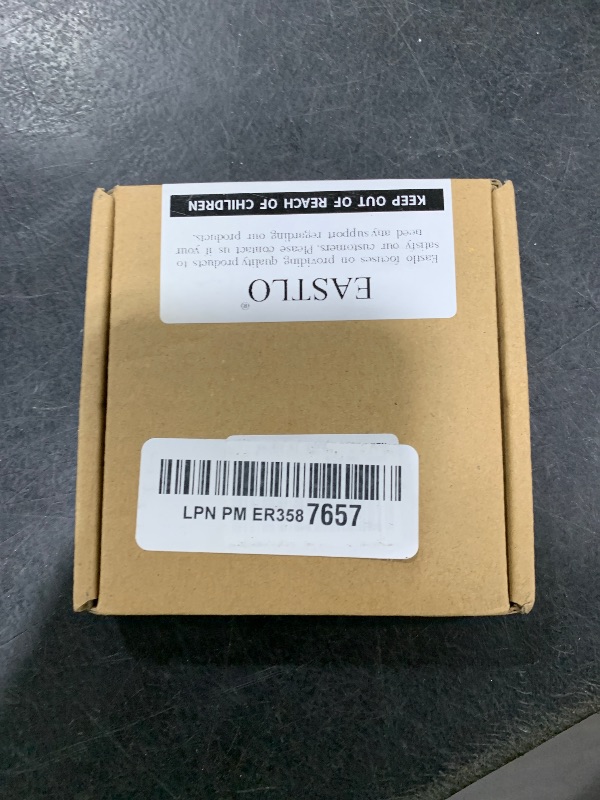 EASTLO®
Eastlo focuses on providing quality products to
satisfy our customers. Please contact us if your
need any support regarding our products.
KEEP OUT OF REACH OF CHILDREN
LPN PM ER358 7657